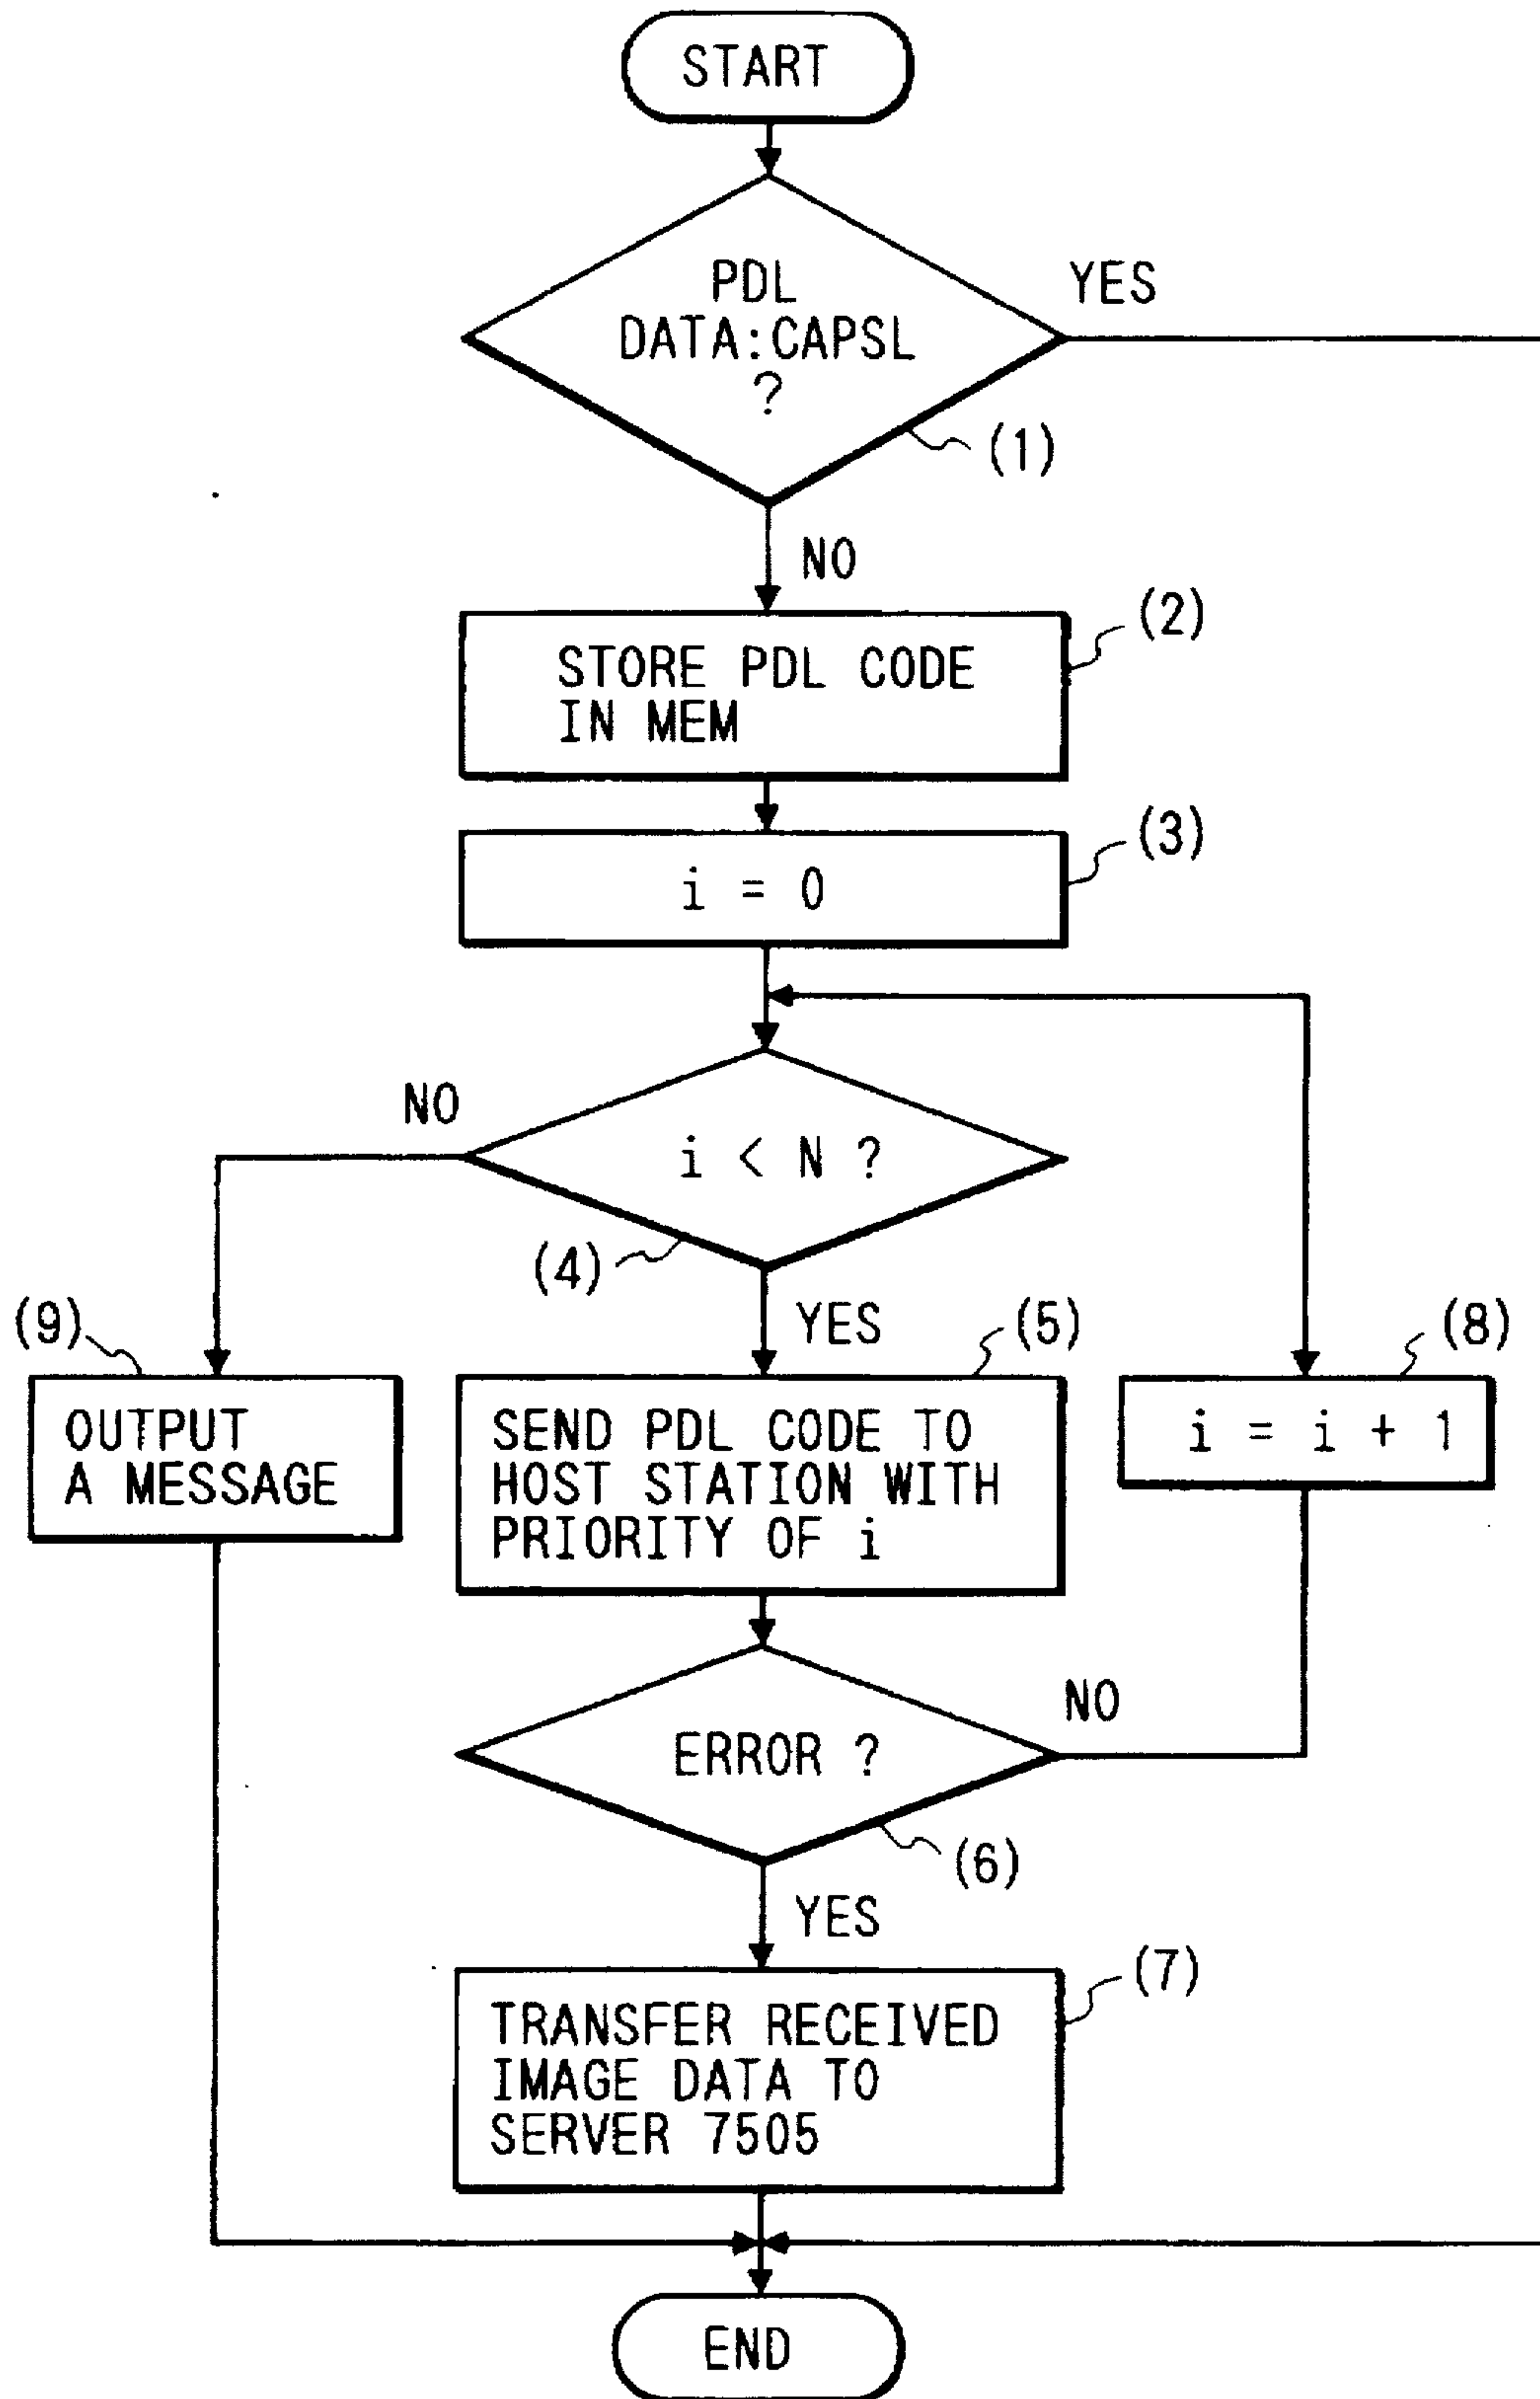 START
PDL
DATA:CAPSL
?
YES
(1)
NO
(2)
STORE PDL CODE
IN MEM
(3)
i = 0
NO
i < N ?
(4)
YES
(5)
(8)
(9)
OUTPUT
A MESSAGE
SEND PDL CODE TO
HOST STATION WITH
PRIORITY OF i
i = i + 1
NO
ERROR ?
(6)
YES
(7)
TRANSFER RECEIVED
IMAGE DATA TO
SERVER 7505
END